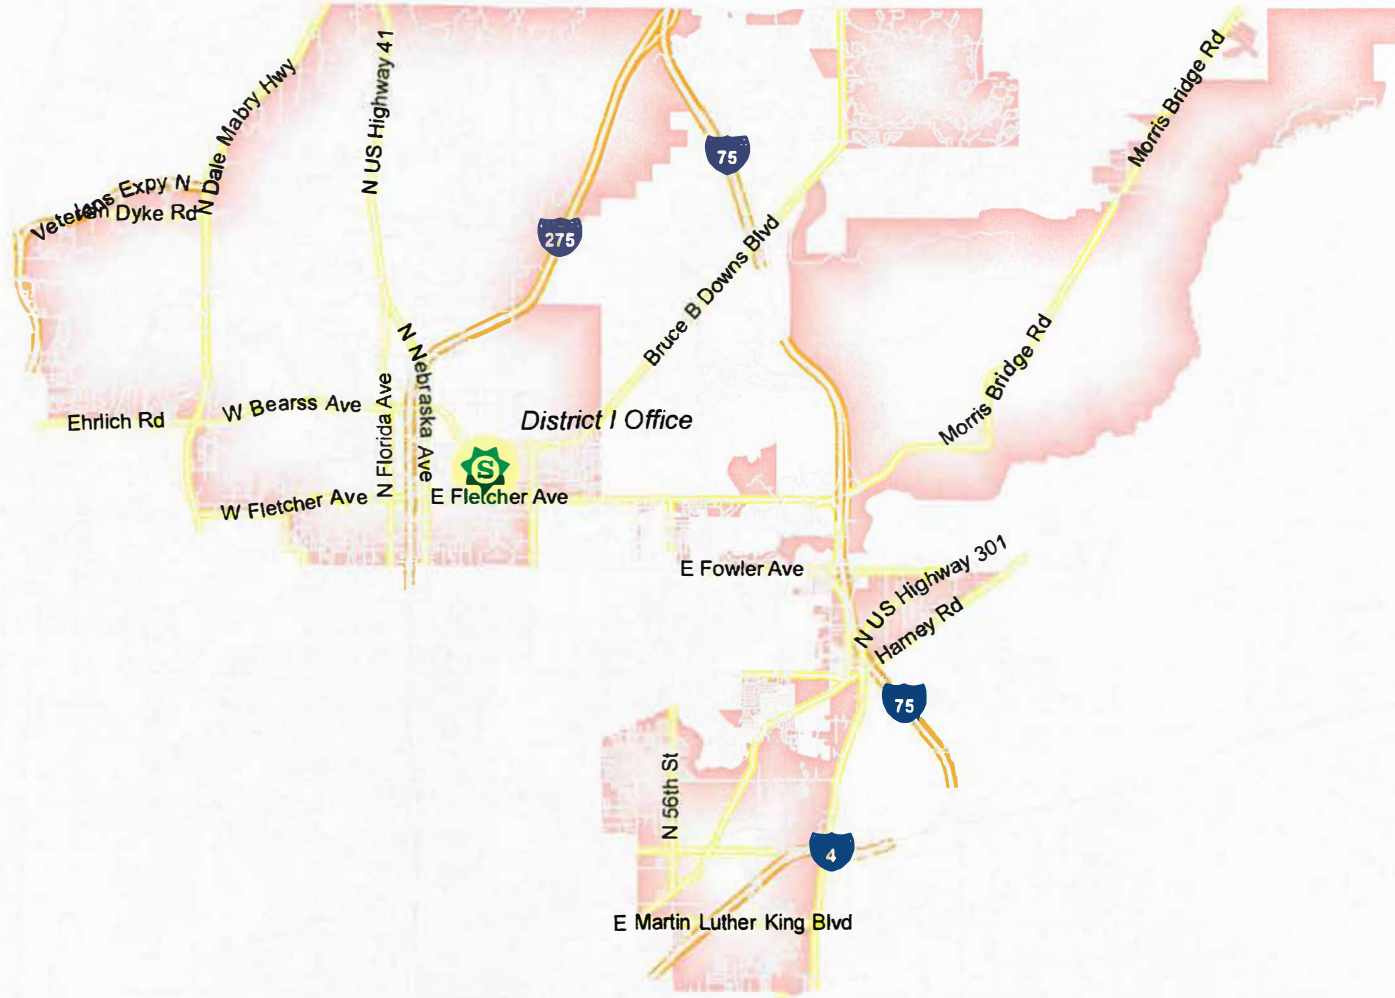 N Dale Mabry Hwy
N US Highway 41
Morris Bridge Rd
75
Veterans Expy N
Dyke Rd
275
Bruce B Downs Blvd
N Nebraska Ave
Morris Bridge Rd
N Florida Ave
W Bearss Ave
Ehrlich Rd
District I Office
S
W Fletcher Ave
E Fletcher Ave
E Fowler Ave
N US Highway 301
Harney Rd
75
N 56th St
4
E Martin Luther King Blvd